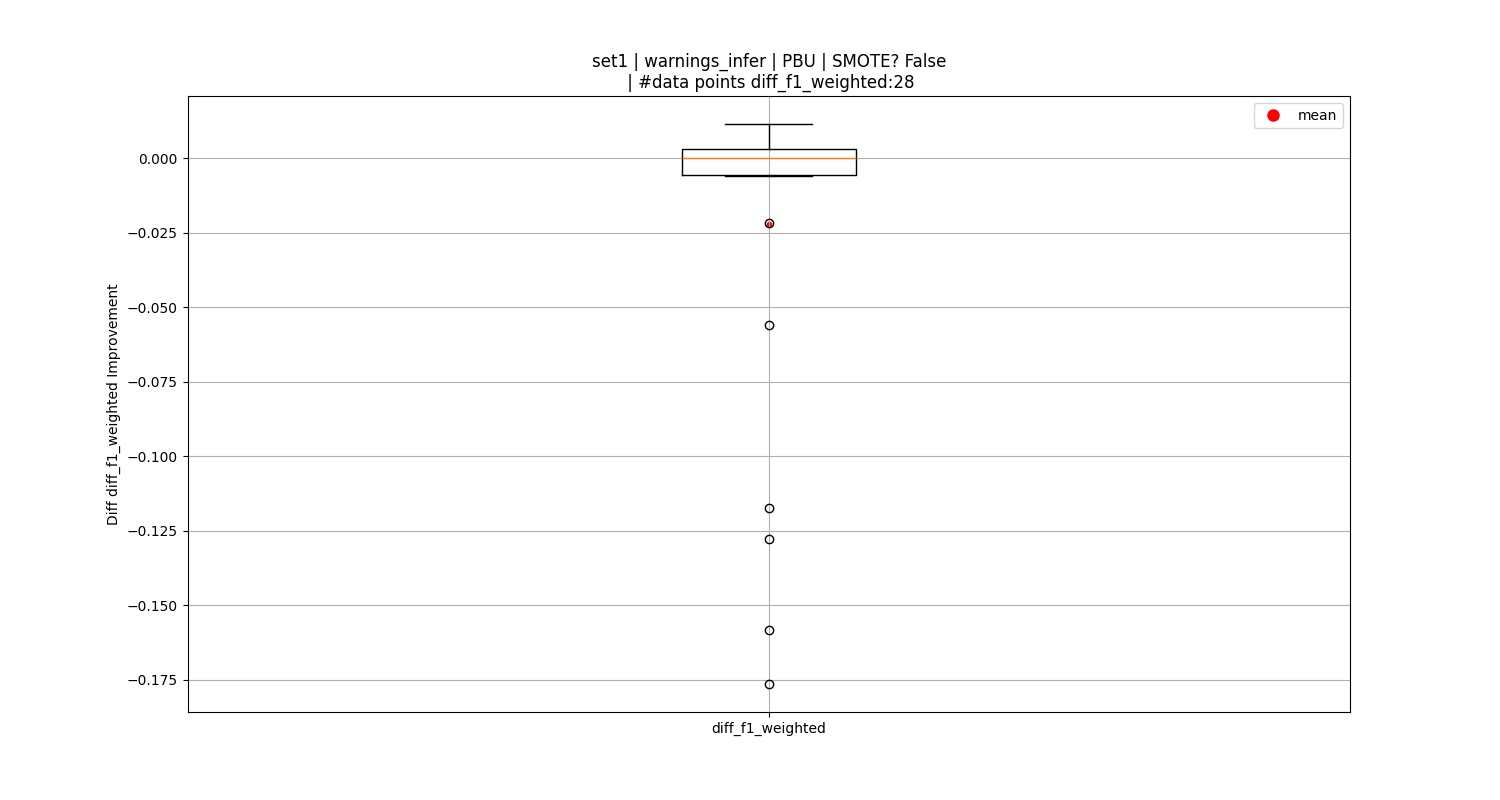 set1 | warnings_infer | PBU | SMOTE? False
| #data points diff_f1_weighted:28
mean
0.000
−0.025
−0.050
−0.075
−0.100
−0.125
−0.150
−0.175
Diff diff_f1_weighted Improvement
diff_f1_weighted